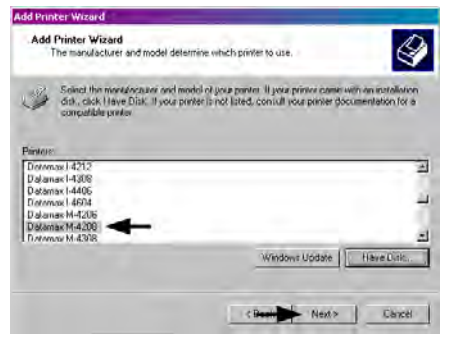 Add Printer Wizard
Add Printer Wizard
The manufacturer and model determine which printer to use.
Select the manufacturer and model of your printer. If your printer came with an installation
disk, click Have Disk. If your printer is not listed, consult your printer documentation for a
compatible printer.
Printers:
Datamax I-4212
Datamax I-4308
Datamax I-4406
Datamax I-4604
Datamax M-4206
Datamax M-4208
Datamax M-4308
Windows Update Have Disk...
< Back Next > Cancel